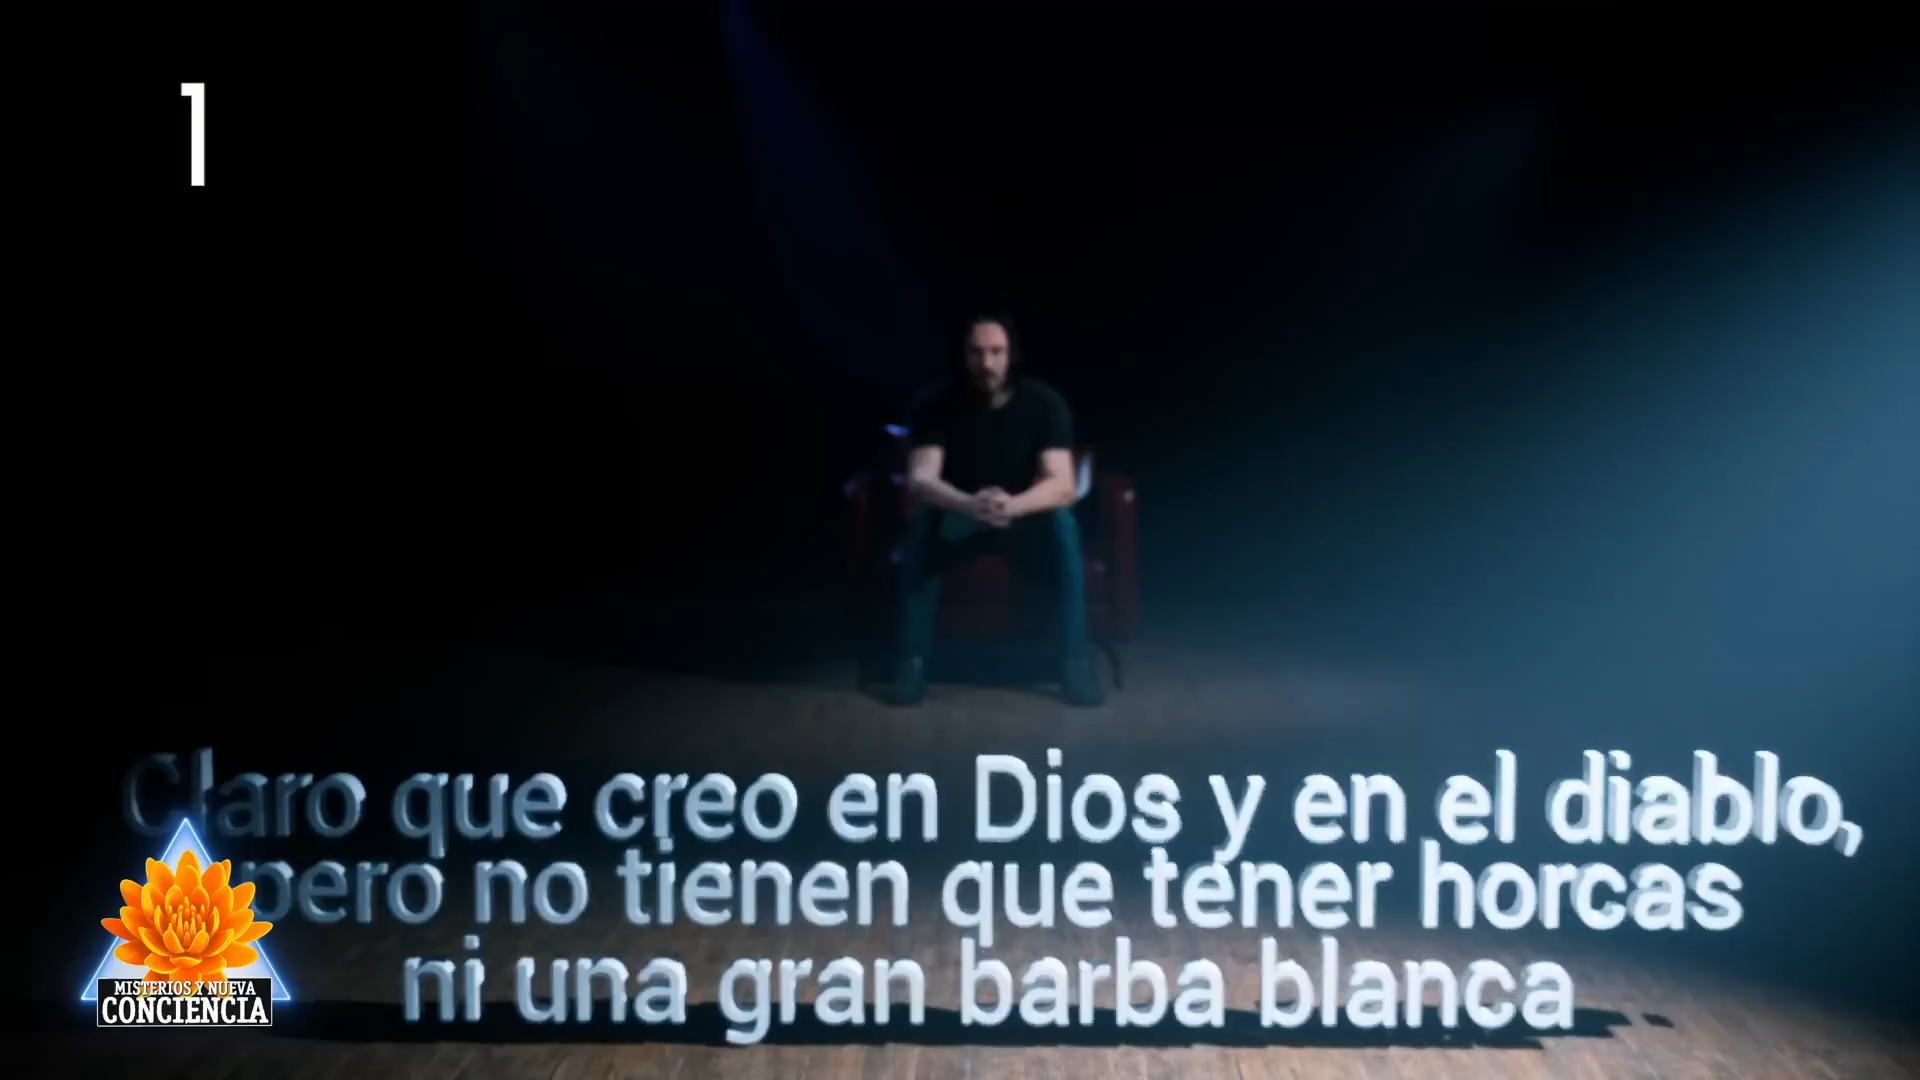 1
Claro que creo en Dios y en el diablo,
pero no tienen que tener horcas
ni una gran barba blanca
MISTERIOS Y NUEVA
CONCIENCIA